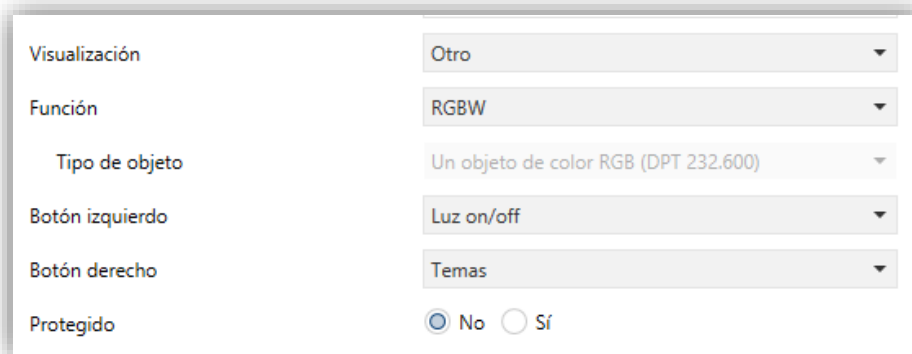 Visualización Otro
Función RGBW
Tipo de objeto Un objeto de color RGB (DPT 232.600)
Botón izquierdo Luz on/off
Botón derecho Temas
Protegido No Sí